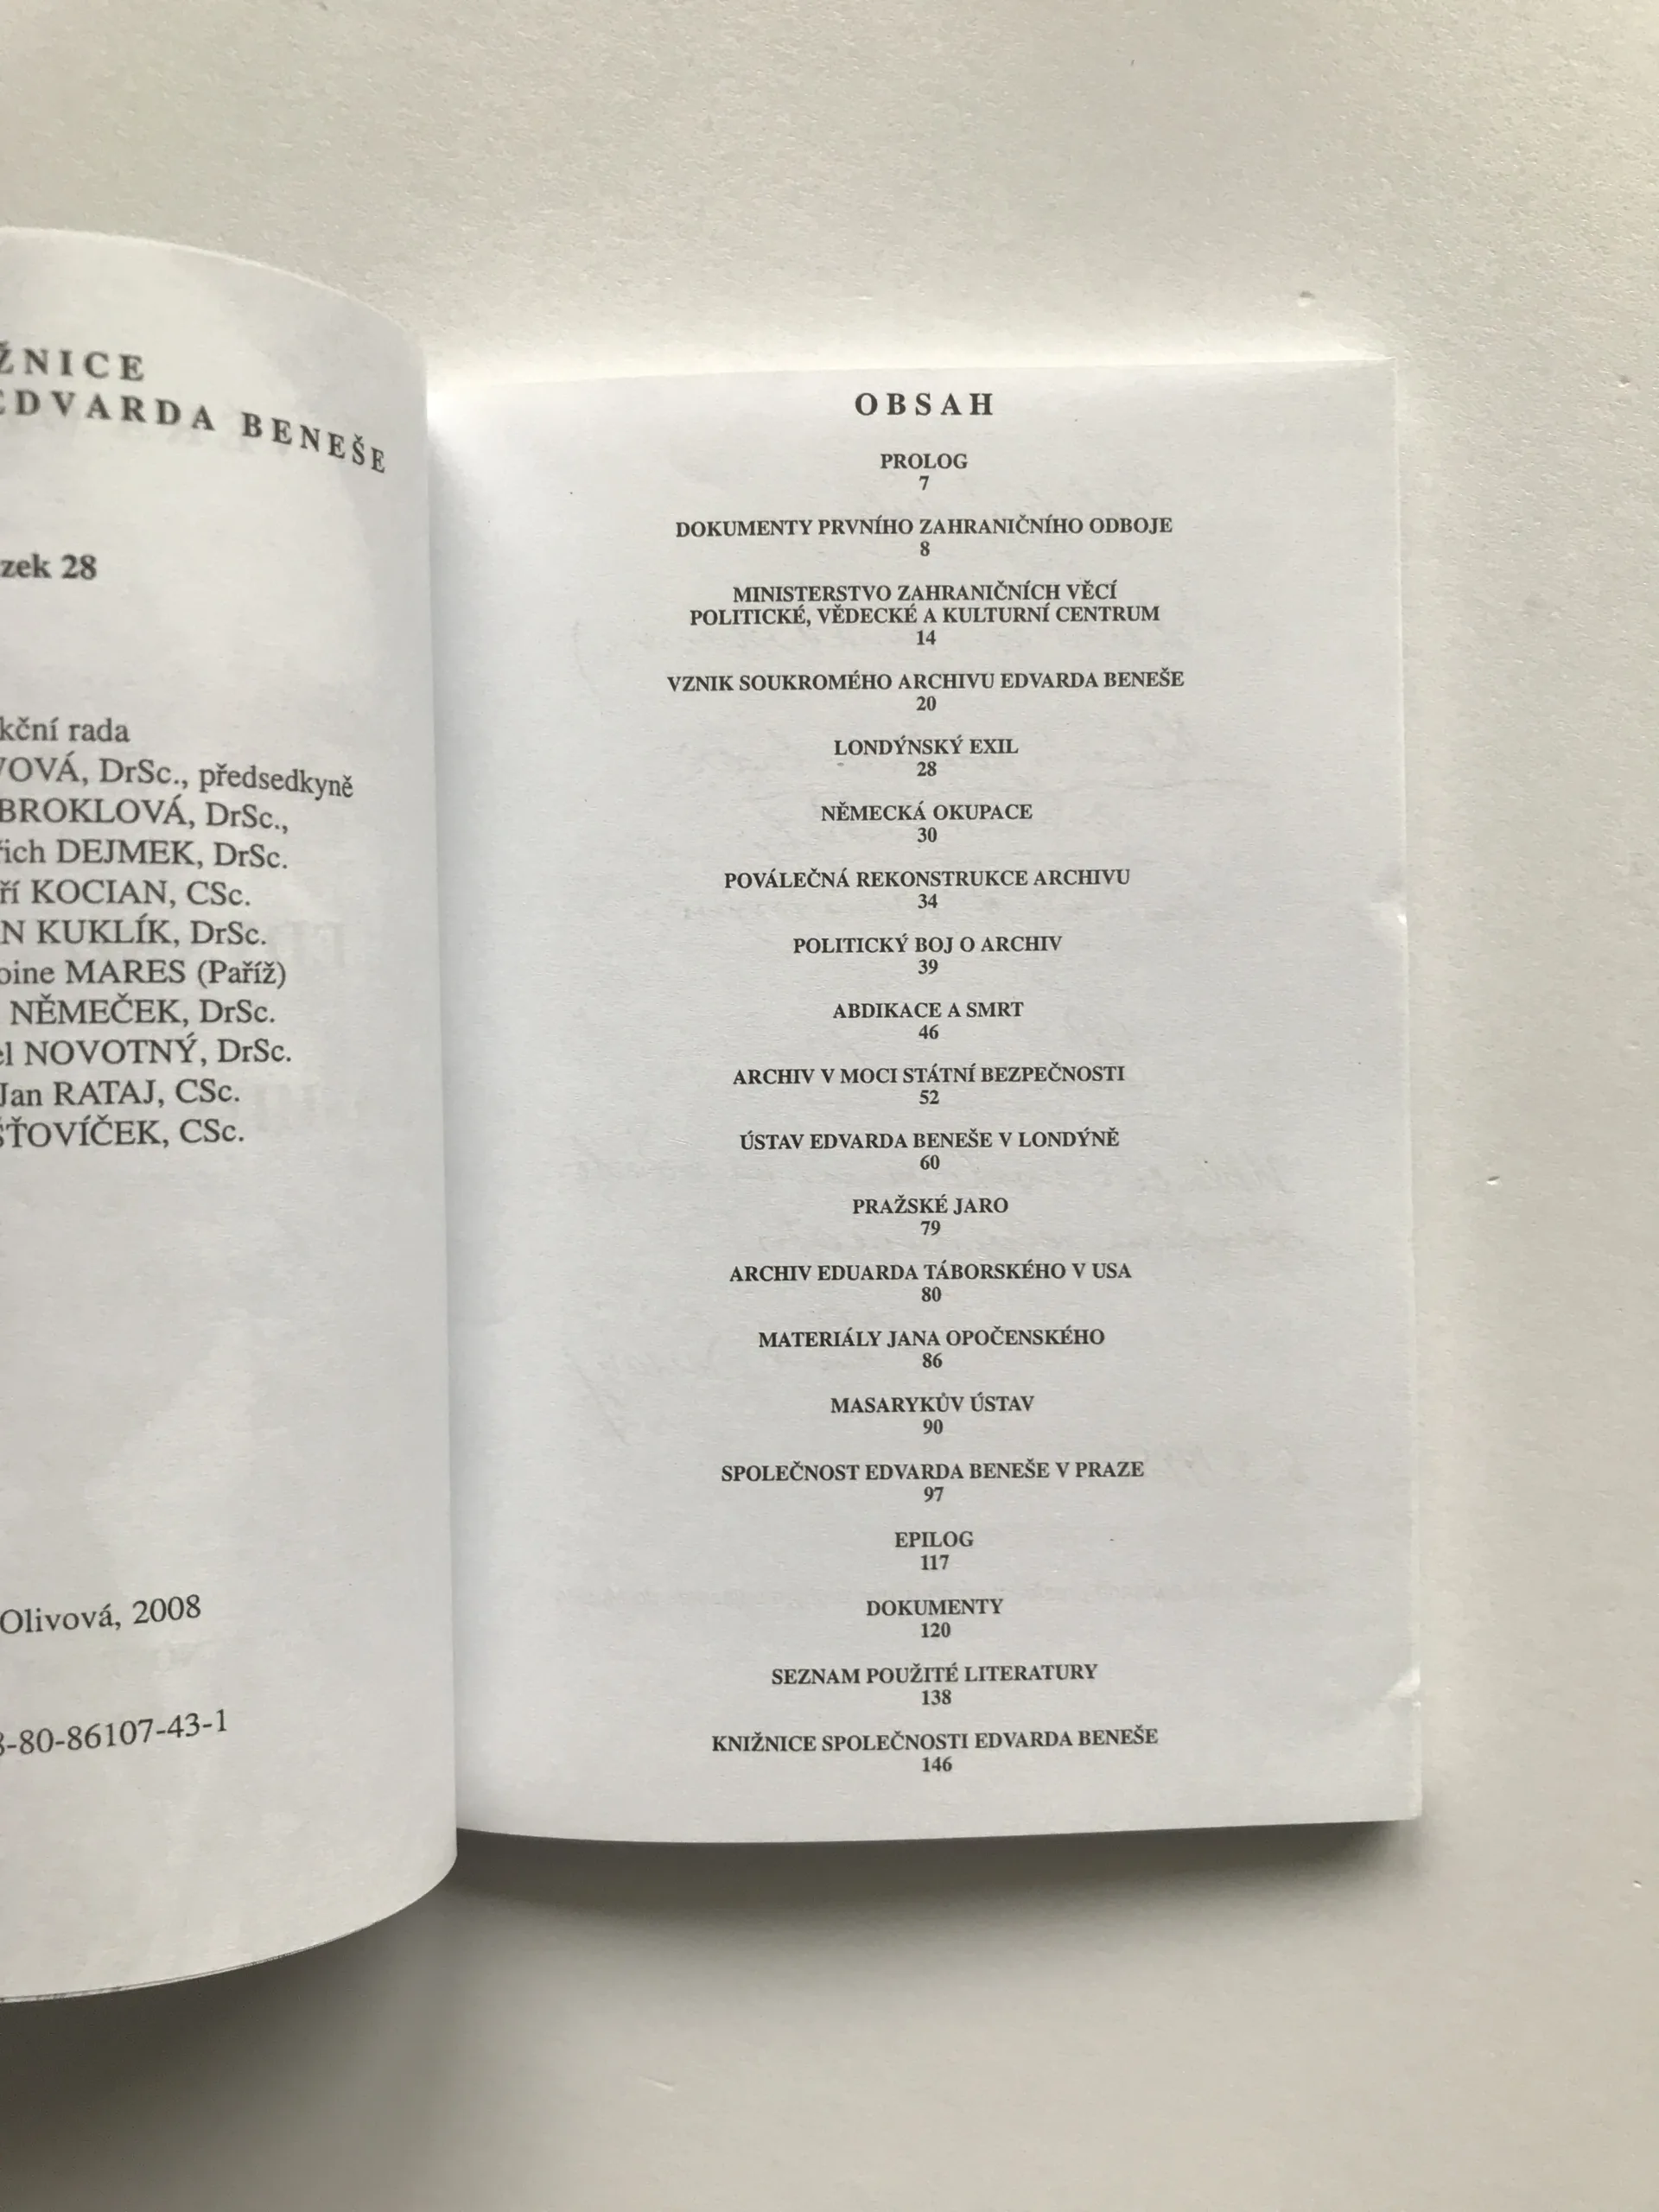 ŽNICE
EDVARDA BENEŠE
zek 28
kční rada
VOVÁ, DrSc., předsedkyně
BROKLOVÁ, DrSc.,
řich DEJMEK, DrSc.
ří KOCIAN, CSc.
N KUKLÍK, DrSc.
oine MARES (Paříž)
NĚMEČEK, DrSc.
el NOVOTNÝ, DrSc.
Jan RATAJ, CSc.
ŠŤOVÍČEK, CSc.
Olivová, 2008
8-80-86107-43-1
OBSAH
PROLOG
7
DOKUMENTY PRVNÍHO ZAHRANIČNÍHO ODBOJE
8
MINISTERSTVO ZAHRANIČNÍCH VĚCÍ
POLITICKÉ, VĚDECKÉ A KULTURNÍ CENTRUM
14
VZNIK SOUKROMÉHO ARCHIVU EDVARDA BENEŠE
20
LONDÝNSKÝ EXIL
28
NĚMECKÁ OKUPACE
30
POVÁLEČNÁ REKONSTRUKCE ARCHIVU
34
POLITICKÝ BOJ O ARCHIV
39
ABDIKACE A SMRT
46
ARCHIV V MOCI STÁTNÍ BEZPEČNOSTI
52
ÚSTAV EDVARDA BENEŠE V LONDÝNĚ
60
PRAŽSKÉ JARO
79
ARCHIV EDUARDA TÁBORSKÉHO V USA
80
MATERIÁLY JANA OPOČENSKÉHO
86
MASARYKŮV ÚSTAV
90
SPOLEČNOST EDVARDA BENEŠE V PRAZE
97
EPILOG
117
DOKUMENTY
120
SEZNAM POUŽITÉ LITERATURY
138
KNIŽNICE SPOLEČNOSTI EDVARDA BENEŠE
146